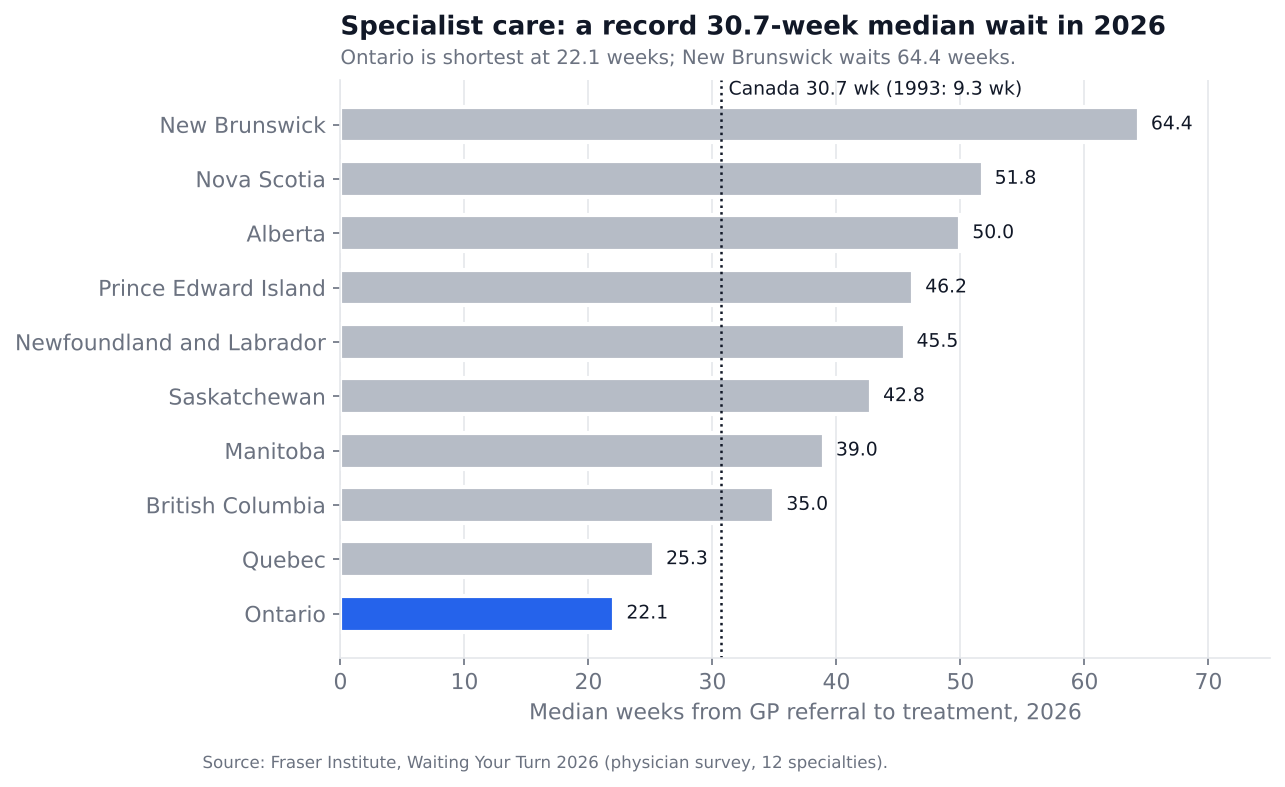 Specialist care: a record 30.7-week median wait in 2026
Ontario is shortest at 22.1 weeks; New Brunswick waits 64.4 weeks.
Canada 30.7 wk (1993: 9.3 wk)
New Brunswick 64.4
Nova Scotia 51.8
Alberta 50.0
Prince Edward Island 46.2
Newfoundland and Labrador 45.5
Saskatchewan 42.8
Manitoba 39.0
British Columbia 35.0
Quebec 25.3
Ontario 22.1
0 10 20 30 40 50 60 70
Median weeks from GP referral to treatment, 2026
Source: Fraser Institute, Waiting Your Turn 2026 (physician survey, 12 specialties).